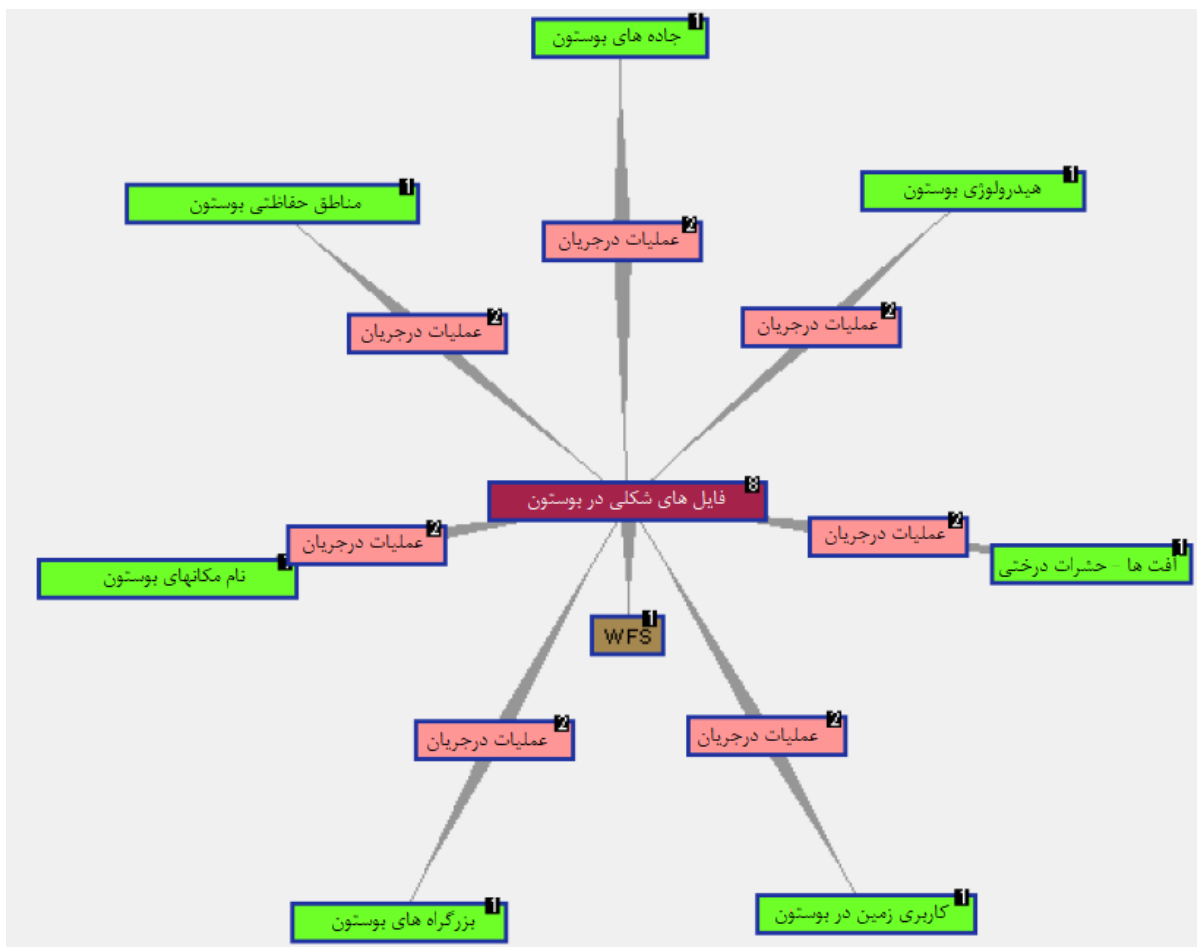 جاده های بوستون
1
هیدرولوژی بوستون
1
مناطق حفاظتی بوستون
1
عملیات درجریان
2
عملیات درجریان
2
عملیات درجریان
2
فایل های شکلی در بوستون
8
عملیات درجریان
2
عملیات درجریان
2
آفت ها - حشرات درختی
1
نام مکانهای بوستون
WFS
1
عملیات درجریان
2
عملیات درجریان
2
کاربری زمین در بوستون
1
بزرگراه های بوستون
1